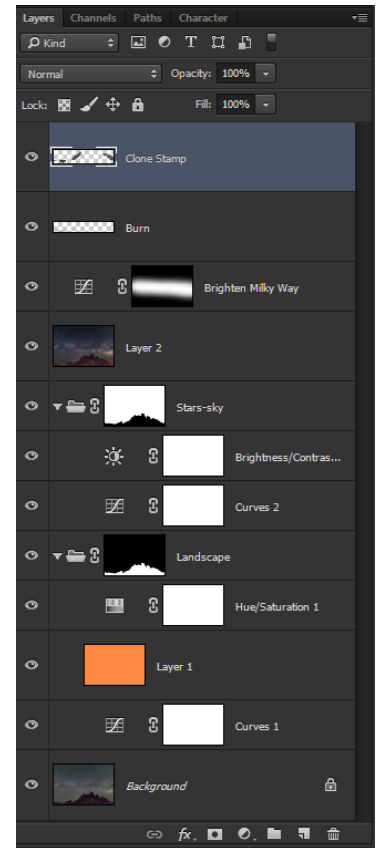 Layers Channels Paths Character
Kind T
Normal Opacity: 100%
Lock: Fill: 100%
Clone Stamp
Burn
Brighten Milky Way
Layer 2
Stars-sky
Brightness/Contras...
Curves 2
Landscape
Hue/Saturation 1
Layer 1
Curves 1
Background
fx